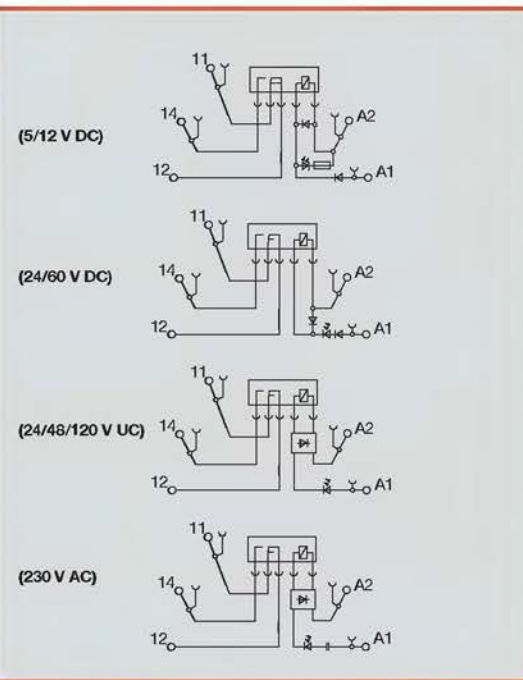 11
14
A2
(5/12 V DC)
12
A1
11
14
A2
(24/60 V DC)
12
A1
11
14
A2
(24/48/120 V UC)
12
A1
11
14
A2
(230 V AC)
12
A1